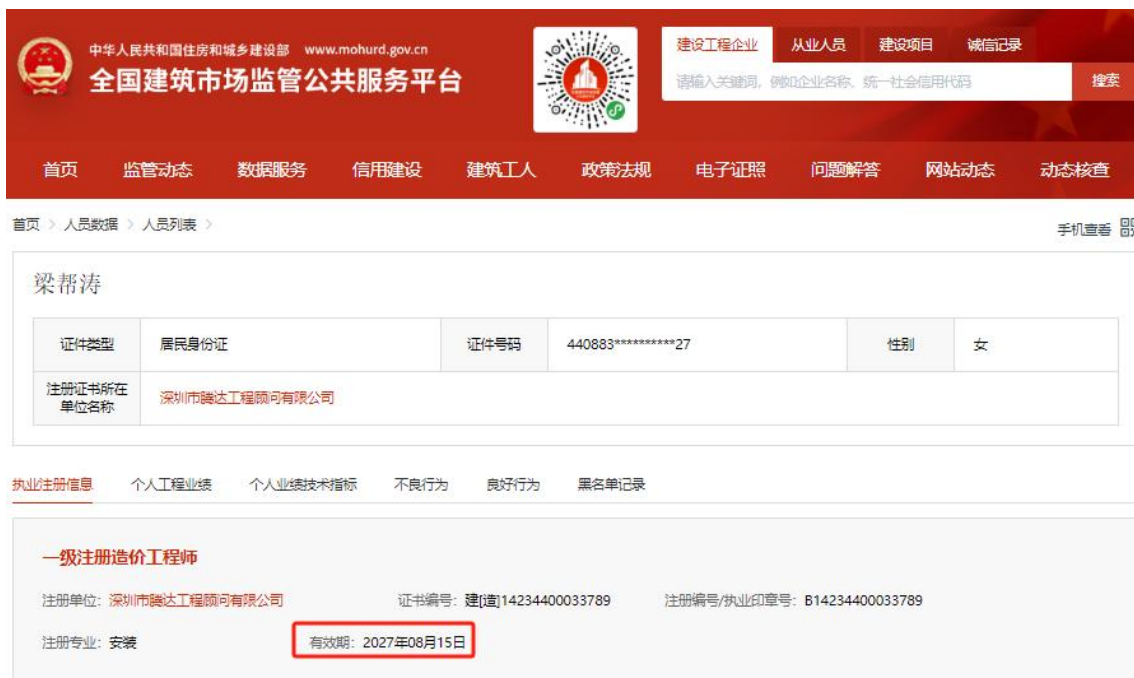 中华人民共和国住房和城乡建设部 www.mohurd.gov.cn
全国建筑市场监管公共服务平台
建设工程企业 从业人员 建设项目 诚信记录
请输入关键词，例如企业名称、统一社会信用代码 搜索
首页 监管动态 数据服务 信用建设 建筑工人 政策法规 电子证照 问题解答 网站动态 动态核查
首页 > 人员数据 > 人员列表 >
手机查看
梁帮涛
证件类型 居民身份证 证件号码 440883**********27 性别 女
注册证书所在
单位名称
深圳市腾达工程顾问有限公司
执业注册信息 个人工程业绩 个人业绩技术指标 不良行为 良好行为 黑名单记录
一级注册造价工程师
注册单位：深圳市腾达工程顾问有限公司 证书编号：建[造]14234400033789 注册编号/执业印章号：B14234400033789
注册专业：安装 有效期：2027年08月15日